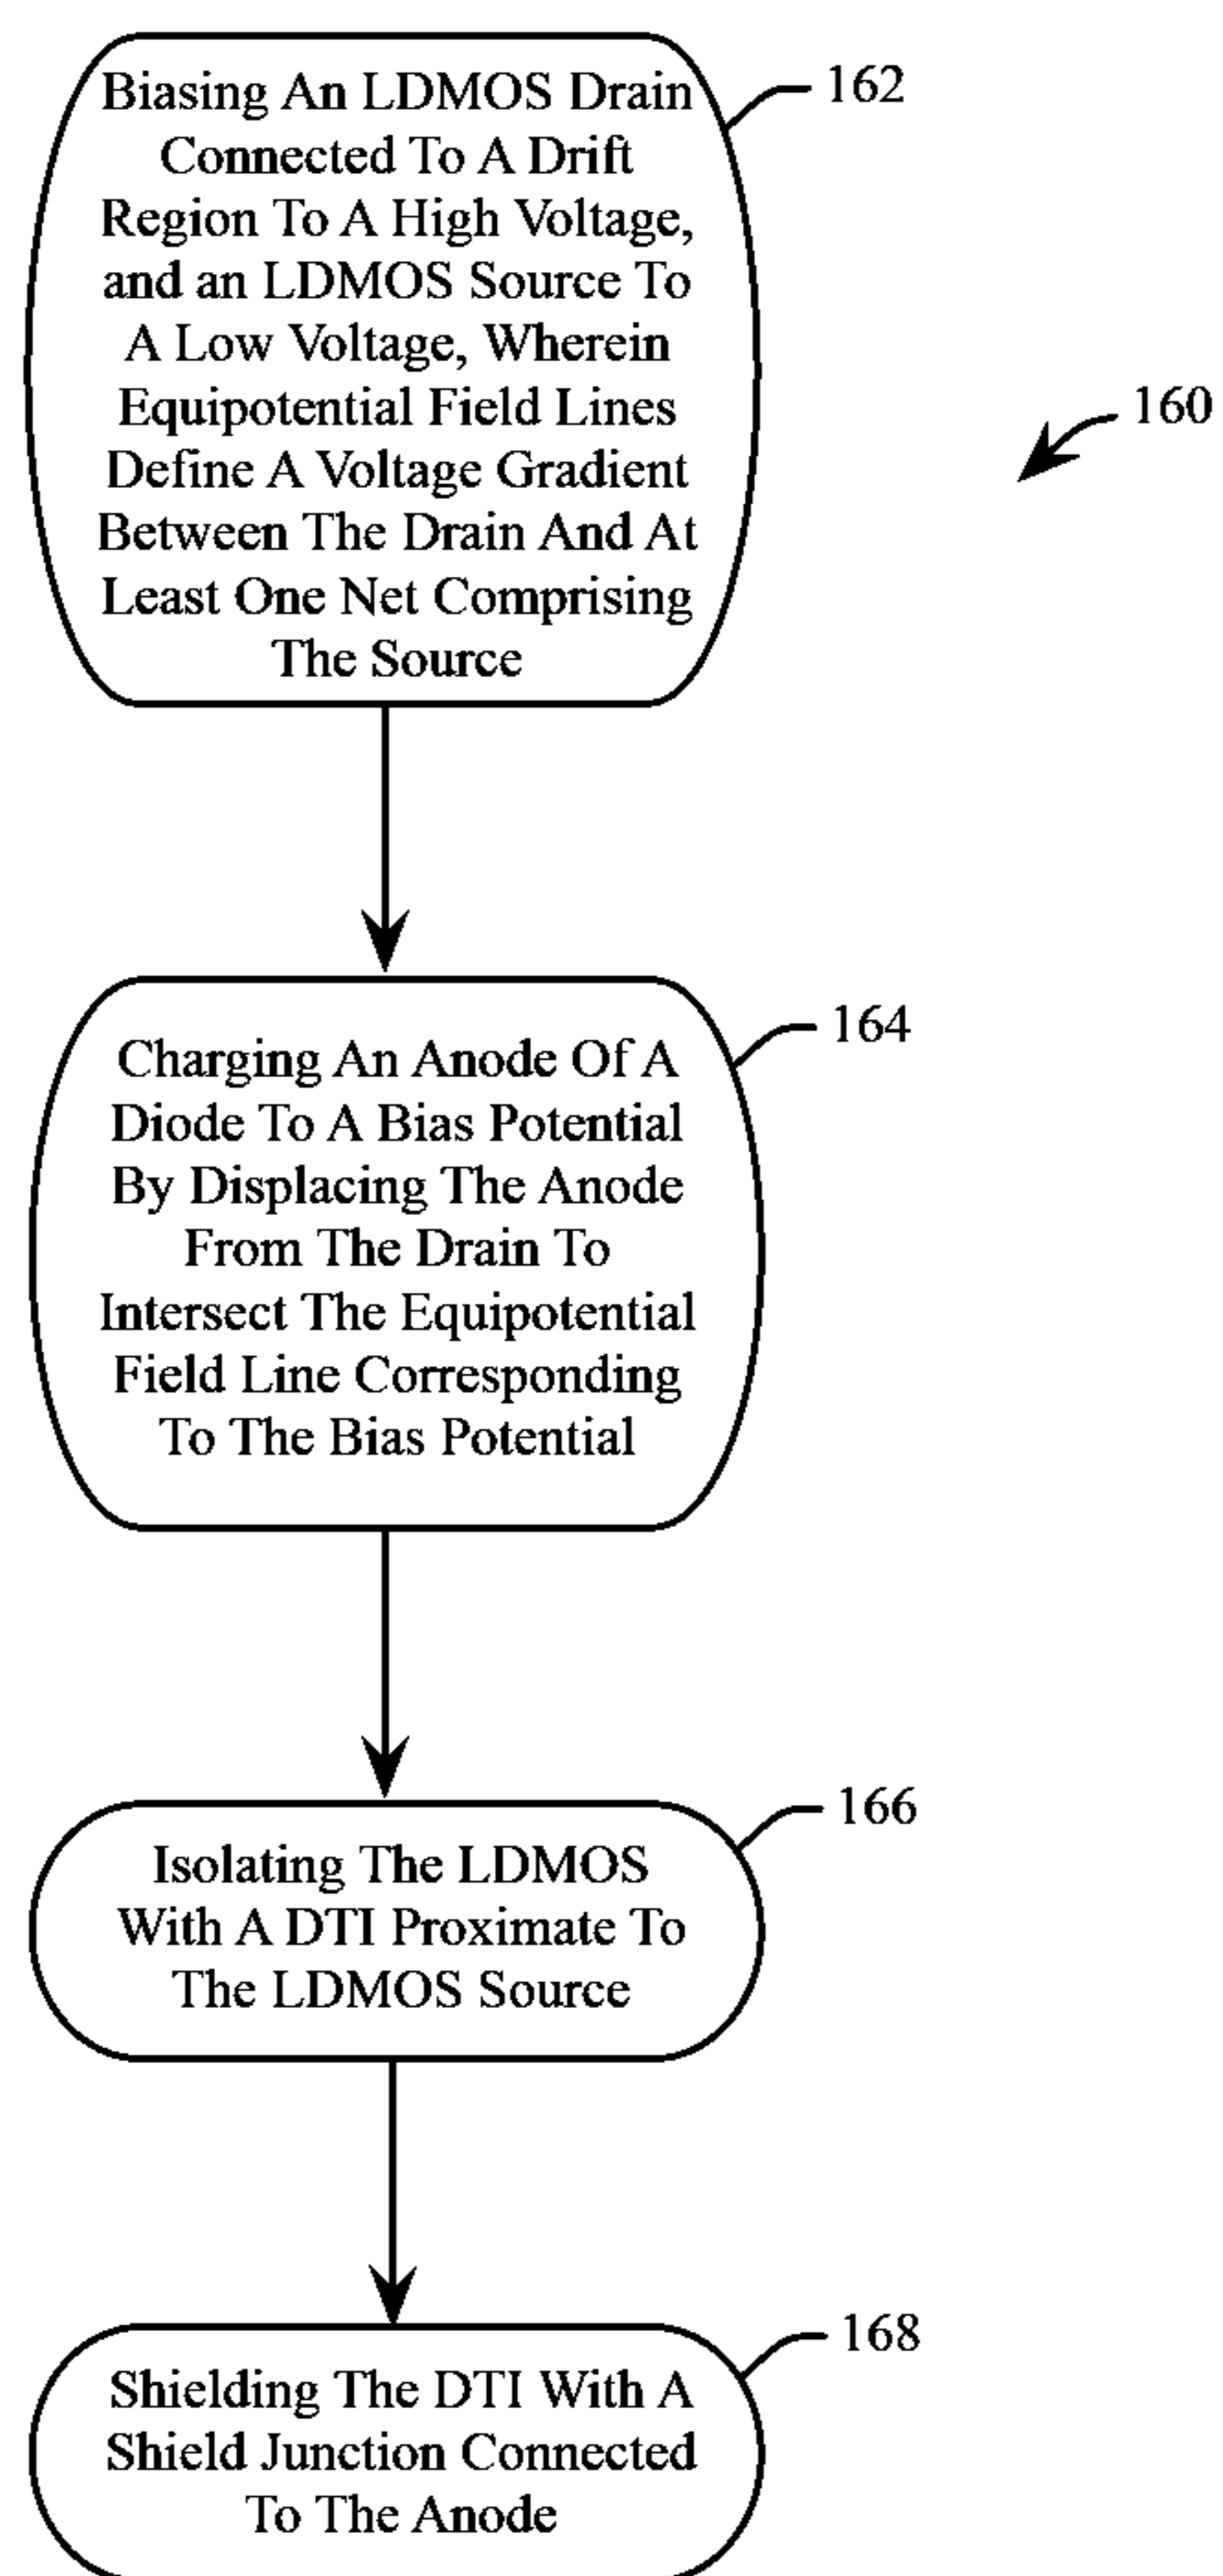 Biasing An LDMOS Drain
Connected To A Drift
Region To A High Voltage,
and an LDMOS Source To
A Low Voltage, Wherein
Equipotential Field Lines
Define A Voltage Gradient
Between The Drain And At
Least One Net Comprising
The Source
162
160
Charging An Anode Of A
Diode To A Bias Potential
By Displacing The Anode
From The Drain To
Intersect The Equipotential
Field Line Corresponding
To The Bias Potential
164
Isolating The LDMOS
With A DTI Proximate To
The LDMOS Source
166
Shielding The DTI With A
Shield Junction Connected
To The Anode
168